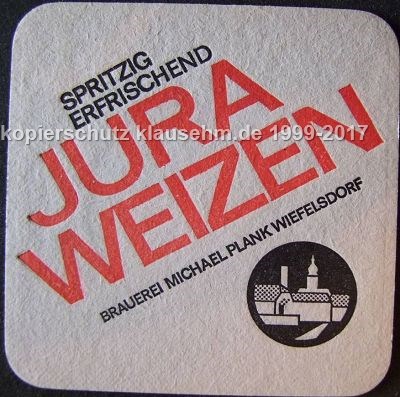 SPRITZIG
ERFRISCHEND
kopierschutz klausehm.de 1999-2017
JURA
WEIZEN
BRAUEREI MICHAEL PLANK WIEFELSDORF